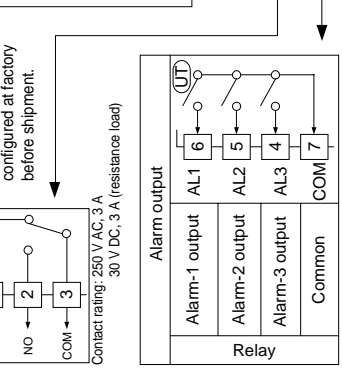 configured at factory
before shipment.
2
3
NO
COM
Contact rating: 250 V AC, 3 A
30 V DC, 3 A (resistance load)
Alarm output
UT
6
5
4
7
AL1
AL2
AL3
COM
Alarm-1 output
Alarm-2 output
Alarm-3 output
Common
Relay